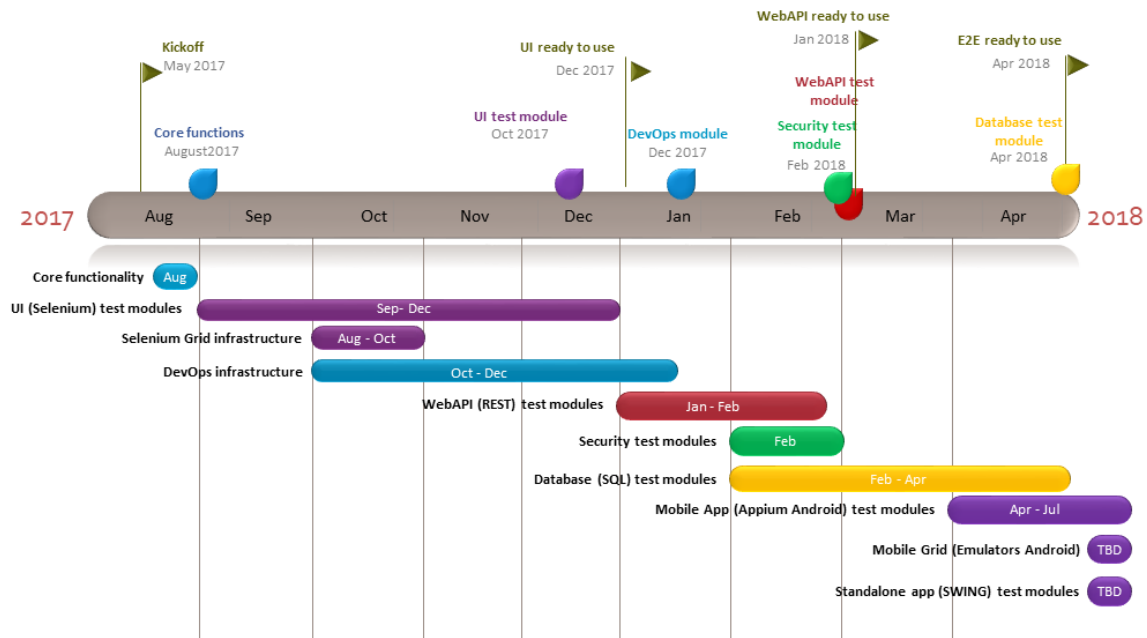 Kickoff
May 2017
UI ready to use
Dec 2017
WebAPI ready to use
Jan 2018
E2E ready to use
Apr 2018
Core functions
August2017
UI test module
Oct 2017
DevOps module
Dec 2017
WebAPI test
module
Security test
module
Feb 2018
Database test
module
Apr 2018
2017
Aug
Sep
Oct
Nov
Dec
Jan
Feb
Mar
Apr
2018
Core functionality
Aug
UI (Selenium) test modules
Sep- Dec
Selenium Grid infrastructure
Aug - Oct
DevOps infrastructure
Oct - Dec
WebAPI (REST) test modules
Jan - Feb
Security test modules
Feb
Database (SQL) test modules
Feb - Apr
Mobile App (Appium Android) test modules
Apr - Jul
Mobile Grid (Emulators Android)
TBD
Standalone app (SWING) test modules
TBD